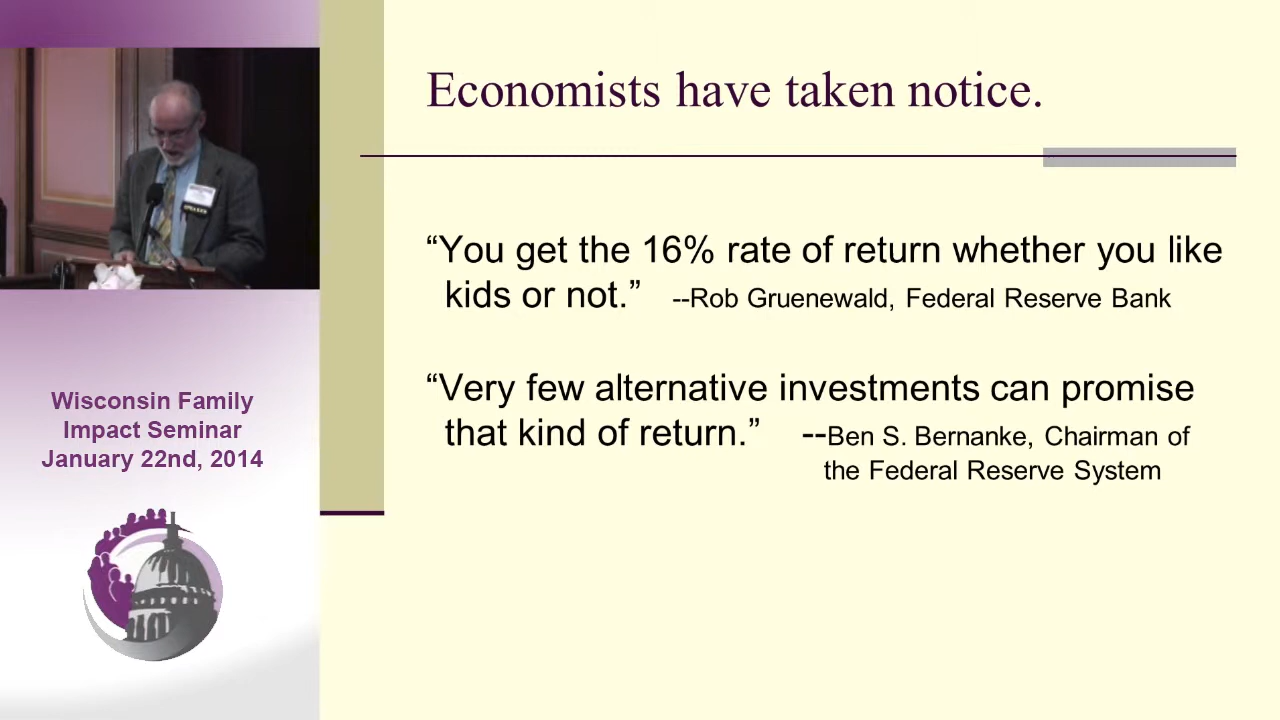 Economists have taken notice.
“You get the 16% rate of return whether you like
kids or not.” --Rob Gruenewald, Federal Reserve Bank
“Very few alternative investments can promise
that kind of return.” --Ben S. Bernanke, Chairman of
the Federal Reserve System
Wisconsin Family
Impact Seminar
January 22nd, 2014